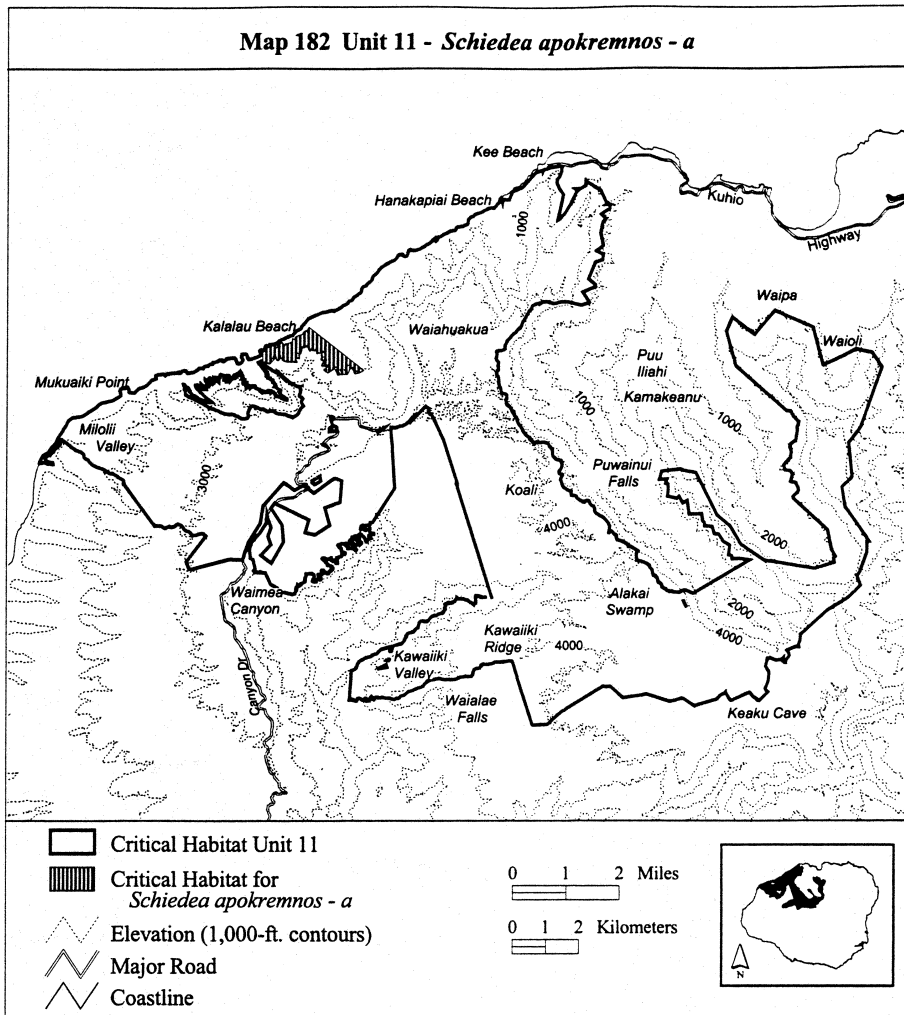 Map 182 Unit 11 - Schiedea apokremnos - a
Kee Beach
Hanakapiai Beach
Kuhio
Highway
1000
Waipa
Kalalau Beach
Waiahuakua
Waioli
Puu
Iliahi
Mukuaiki Point
Kamakeanu
1000
1000
Milolii
Valley
3000
Puwainui
Falls
Koali
4000
2000
Waimea
Canyon
Alakai
Swamp
2000
4000
Kawaiiki
Ridge
4000
Kawaiiki
Valley
Canyon Dr
Waialae
Falls
Keaku Cave
Critical Habitat Unit 11
Critical Habitat for
Schiedea apokremnos - a
Elevation (1,000-ft. contours)
Major Road
Coastline
0 1 2 Miles
0 1 2 Kilometers
N